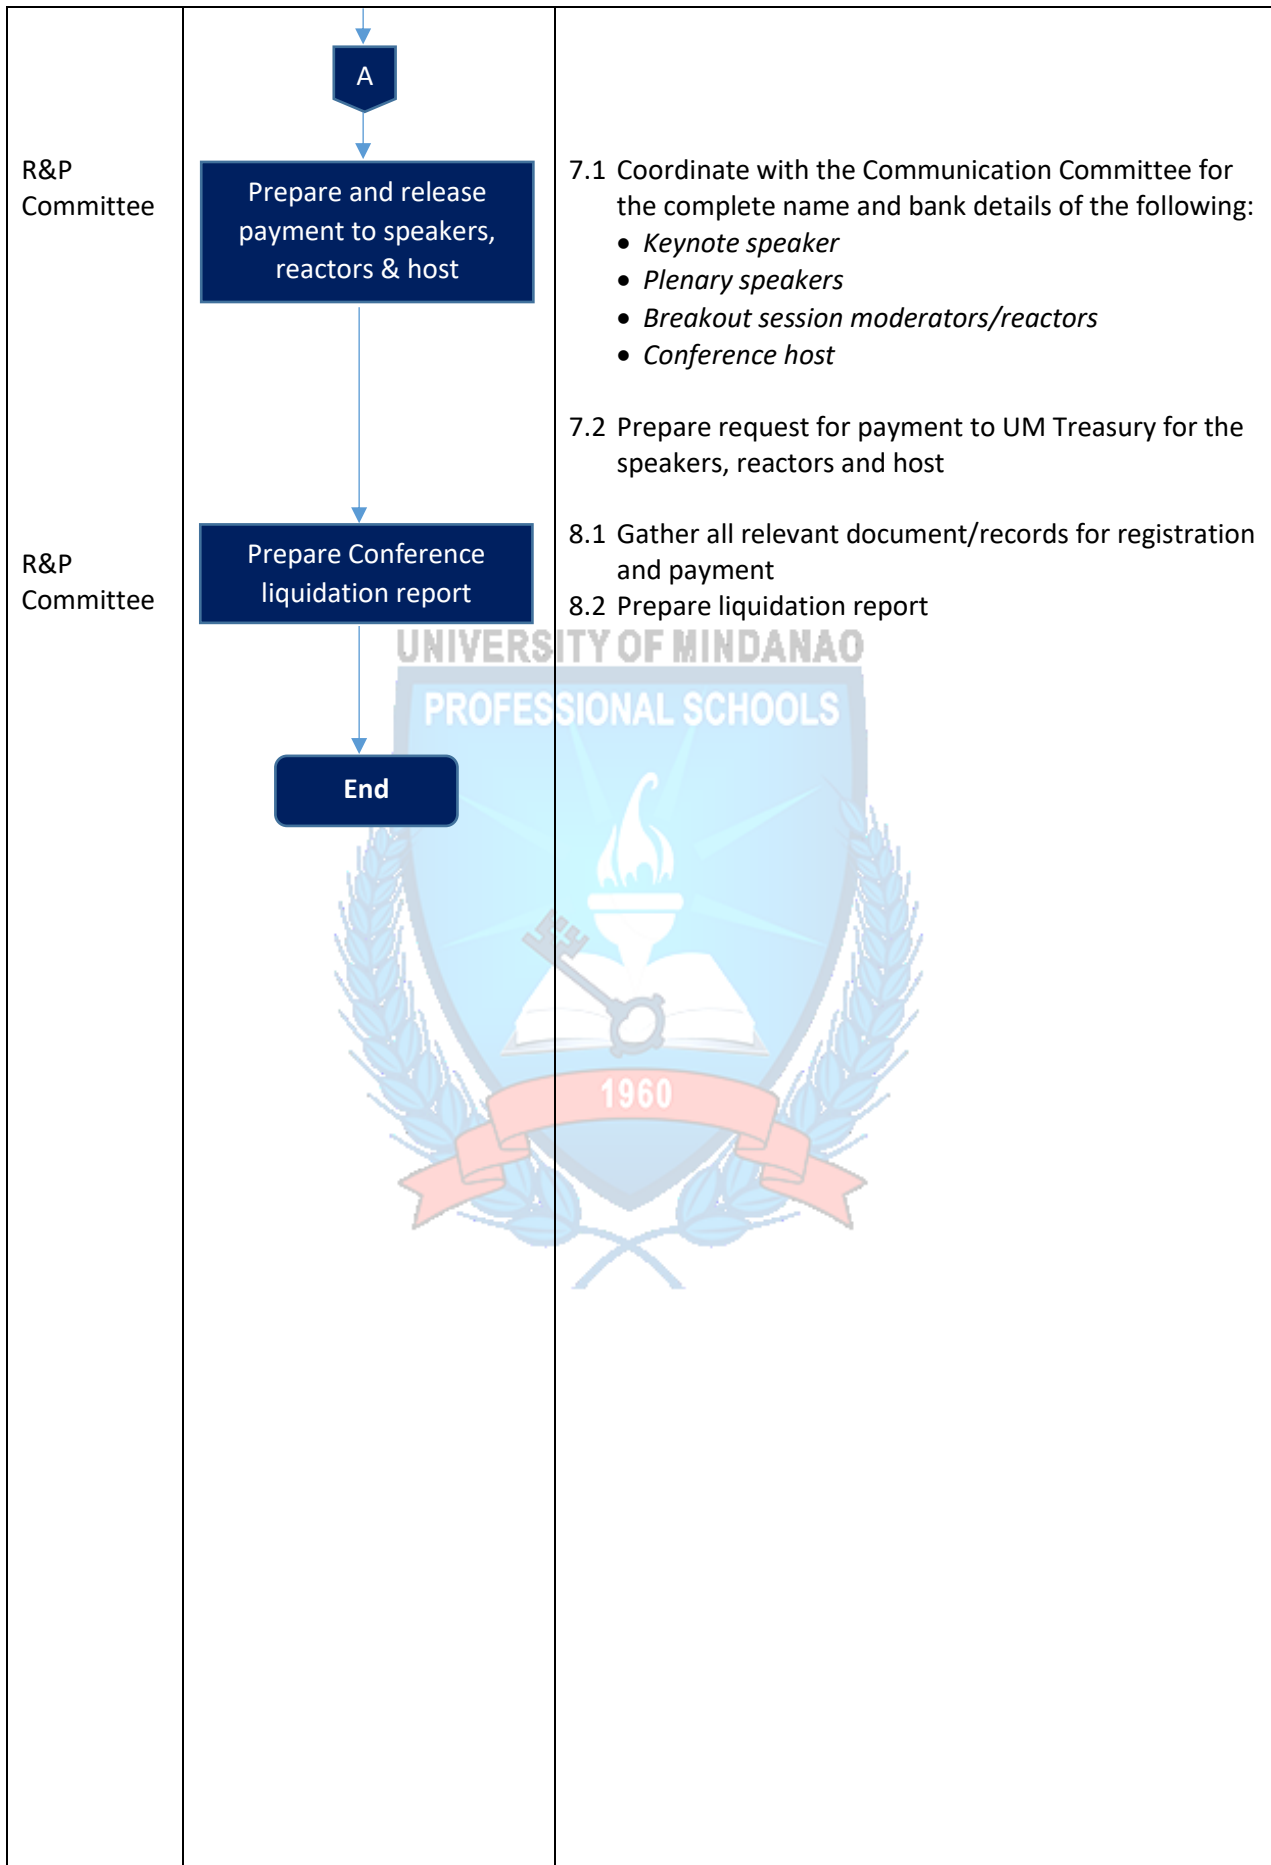 A
R&P
Committee
Prepare and release
payment to speakers,
reactors & host
7.1 Coordinate with the Communication Committee for
the complete name and bank details of the following:
• Keynote speaker
• Plenary speakers
• Breakout session moderators/reactors
• Conference host
7.2 Prepare request for payment to UM Treasury for the
speakers, reactors and host
R&P
Committee
Prepare Conference
liquidation report
8.1 Gather all relevant document/records for registration
and payment
8.2 Prepare liquidation report
UNIVERSITY OF MINDANAO
PROFESSIONAL SCHOOLS
End
1960